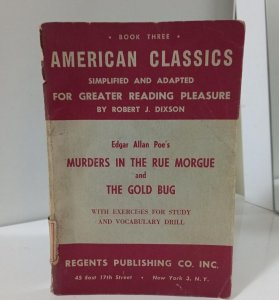 • BOOK THREE •
AMERICAN CLASSICS
SIMPLIFIED AND ADAPTED
FOR GREATER READING PLEASURE
BY ROBERT J. DIXSON
Edgar Allan Poe's
MURDERS IN THE RUE MORGUE
and
THE GOLD BUG
WITH EXERCISES FOR STUDY
AND VOCABULARY DRILL
REGENTS PUBLISHING CO. INC.
45 East 17th Street • New York 3, N. Y.